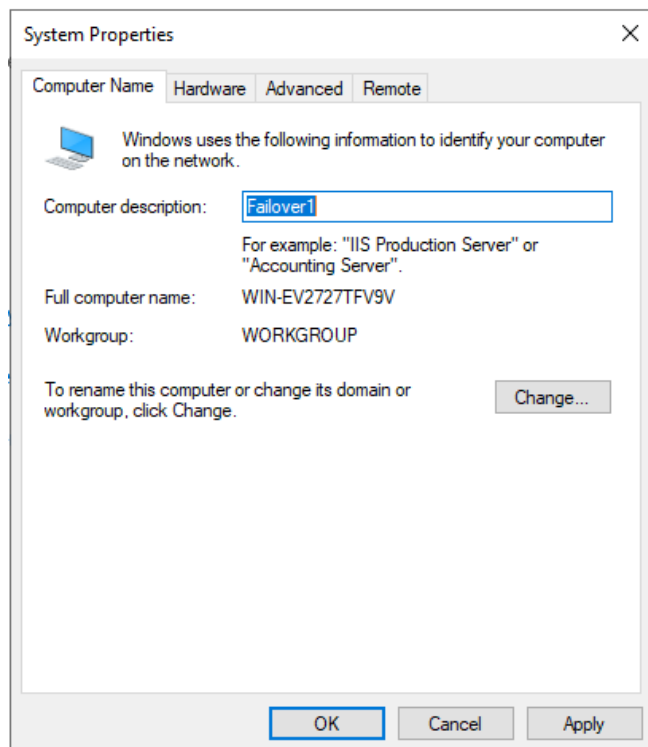 System Properties
Computer Name Hardware Advanced Remote
Windows uses the following information to identify your computer
on the network.
Computer description: Failover1
For example: "IIS Production Server" or
"Accounting Server".
Full computer name: WIN-EV2727TFV9V
Workgroup: WORKGROUP
To rename this computer or change its domain or
workgroup, click Change.
Change...
OK Cancel Apply